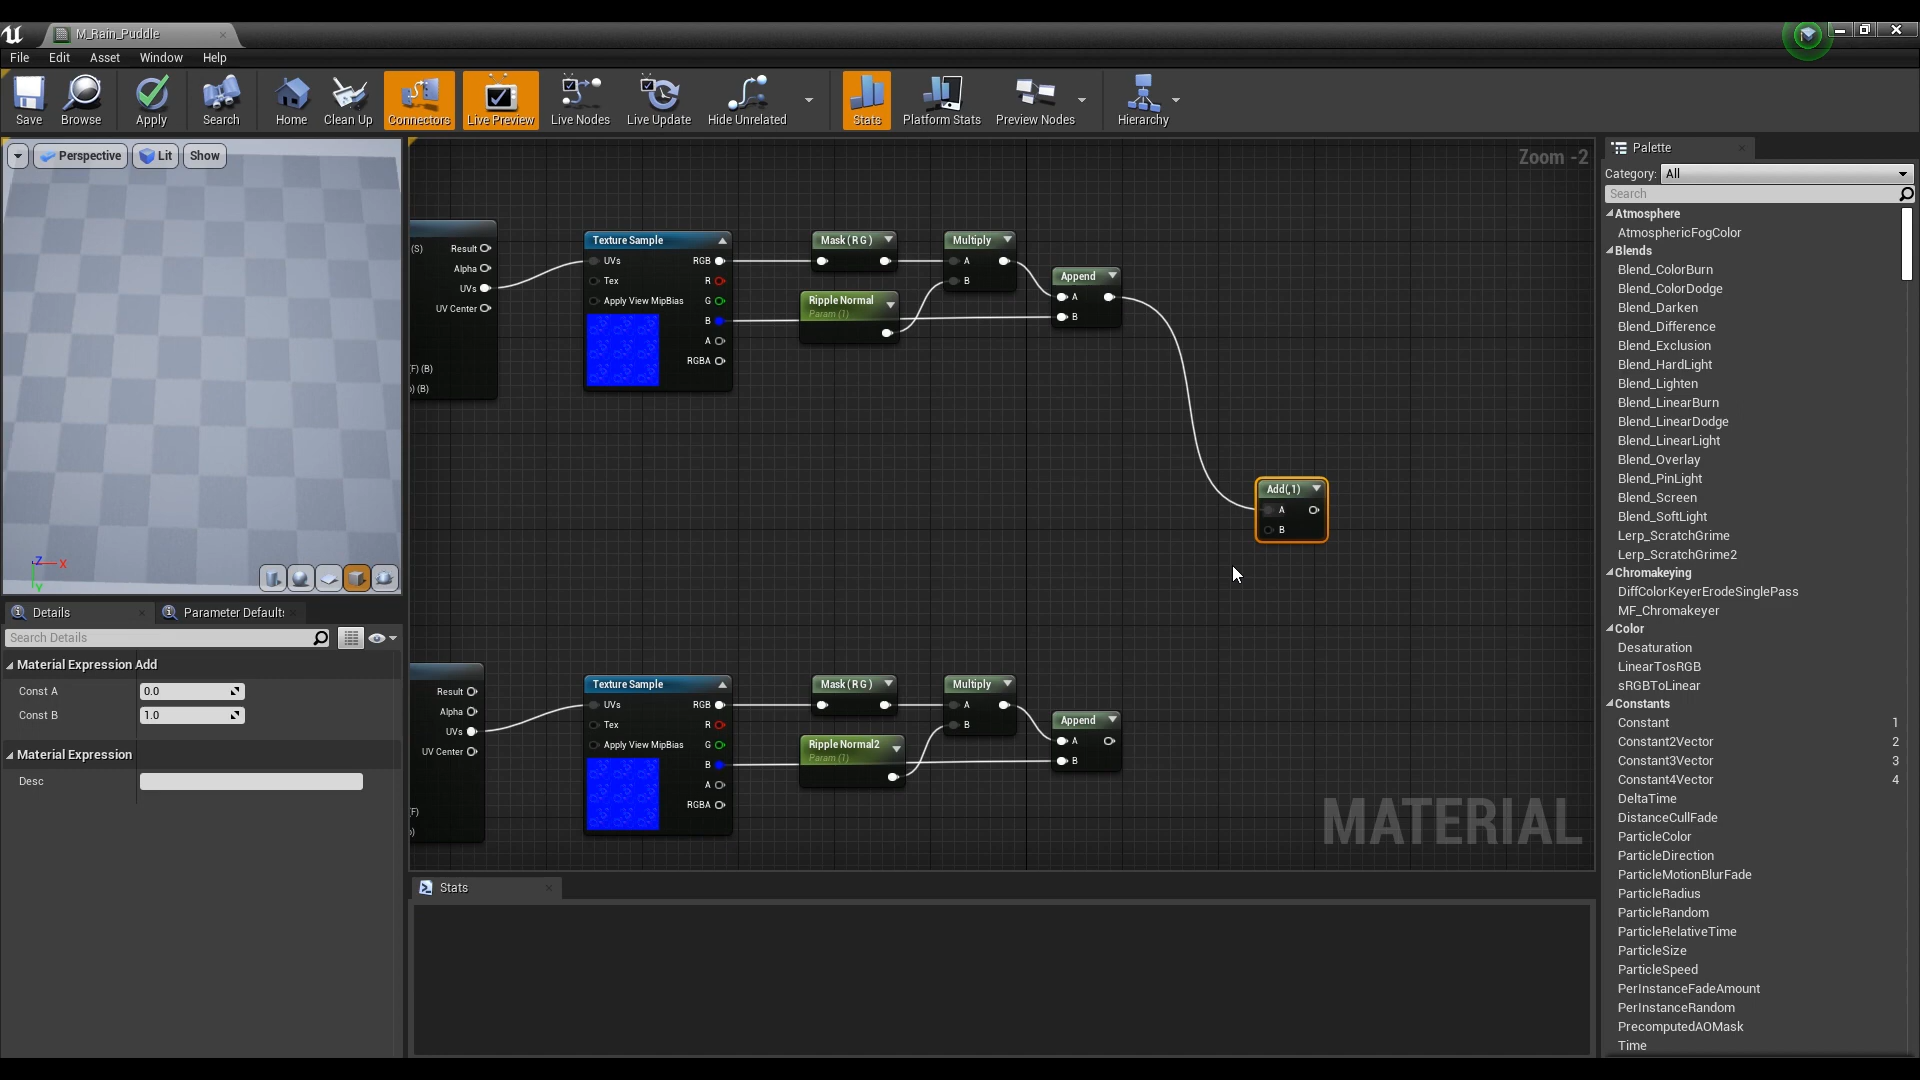 M_Rain_Puddle
File Edit Asset Window Help
Save Browse Apply Search Home Clean Up Connectors Live Preview Live Nodes Live Update Hide Unrelated Stats Platform Stats Preview Nodes Hierarchy
Perspective Lit Show
Z X
Y
Zoom -2
(S) Result
Alpha
UVs
UV Center
(F) (B)
(B)
Texture Sample
UVs RGB
Tex R
Apply View MipBias G
B
A
RGBA
Mask ( R G )
Ripple Normal
Param (1)
Multiply
A
B
Append
A
B
Add(,1)
A
B
Result
Alpha
UVs
UV Center
(F)
Texture Sample
UVs RGB
Tex R
Apply View MipBias G
B
A
RGBA
Mask ( R G )
Ripple Normal2
Param (1)
Multiply
A
B
Append
A
B
MATERIAL
Details Parameter Defaults
Search Details
Material Expression Add
Const A 0.0
Const B 1.0
Material Expression
Desc
Stats
Palette
Category: All
Search
Atmosphere
AtmosphericFogColor
Blends
Blend_ColorBurn
Blend_ColorDodge
Blend_Darken
Blend_Difference
Blend_Exclusion
Blend_HardLight
Blend_Lighten
Blend_LinearBurn
Blend_LinearDodge
Blend_LinearLight
Blend_Overlay
Blend_PinLight
Blend_Screen
Blend_SoftLight
Lerp_ScratchGrime
Lerp_ScratchGrime2
Chromakeying
DiffColorKeyerErodeSinglePass
MF_Chromakeyer
Color
Desaturation
LinearTosRGB
sRGBToLinear
Constants
Constant 1
Constant2Vector 2
Constant3Vector 3
Constant4Vector 4
DeltaTime
DistanceCullFade
ParticleColor
ParticleDirection
ParticleMotionBlurFade
ParticleRadius
ParticleRandom
ParticleRelativeTime
ParticleSize
ParticleSpeed
PerInstanceFadeAmount
PerInstanceRandom
PrecomputedAOMask
Time